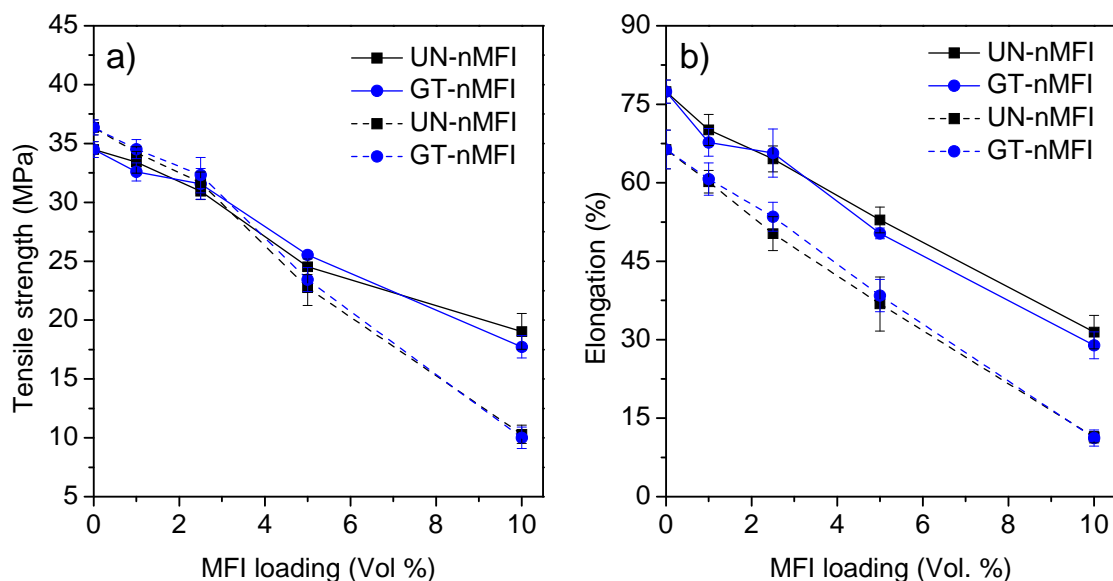 a)
UN-nMFI
GT-nMFI
UN-nMFI
GT-nMFI
45
40
35
30
25
20
15
10
5
0
2
4
6
8
10
Tensile strength (MPa)
MFI loading (Vol %)
b)
UN-nMFI
GT-nMFI
UN-nMFI
GT-nMFI
90
75
60
45
30
15
0
0
2
4
6
8
10
Elongation (%)
MFI loading (Vol. %)